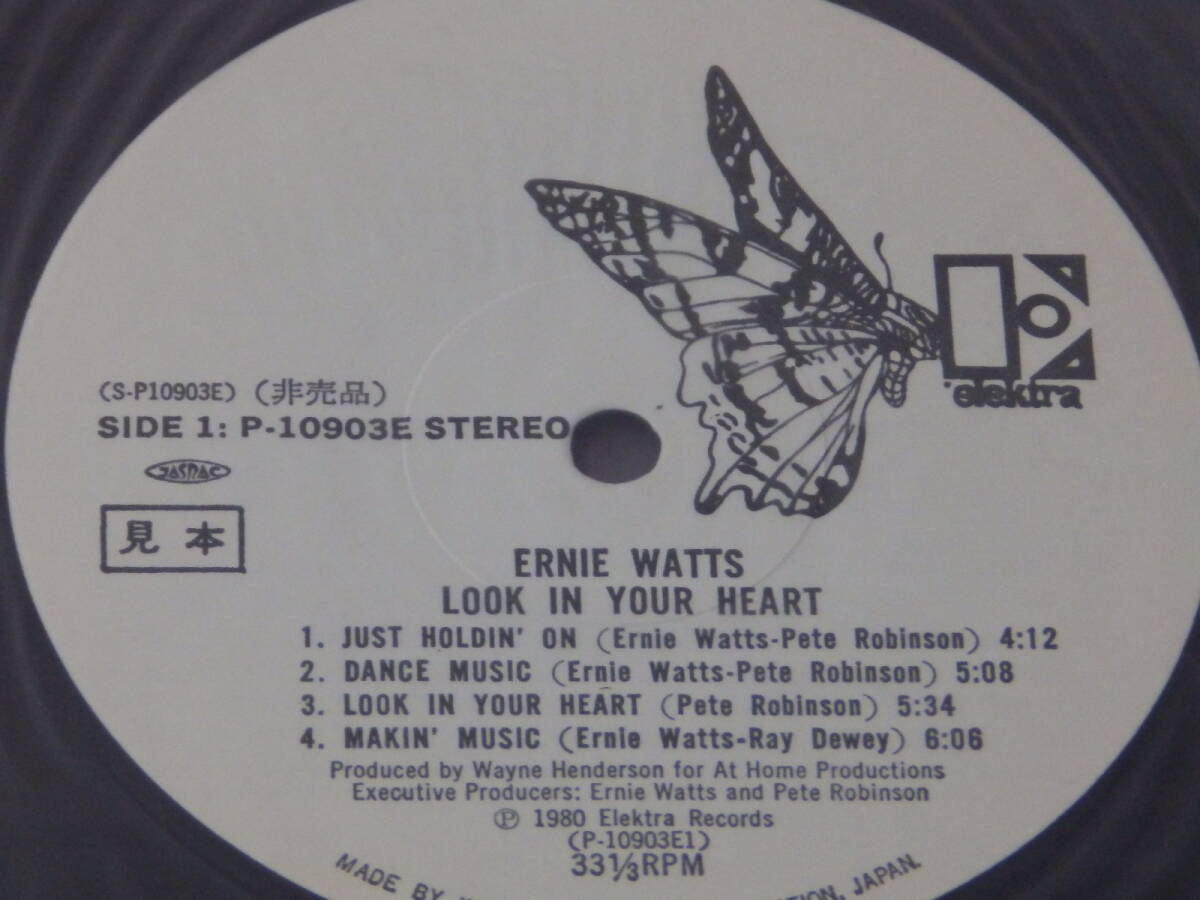 elektra
(S-P10903E) (非売品)
SIDE 1: P-10903E STEREO
JASRAC
見本
ERNIE WATTS
LOOK IN YOUR HEART
1. JUST HOLDIN' ON (Ernie Watts-Pete Robinson) 4:12
2. DANCE MUSIC (Ernie Watts-Pete Robinson) 5:08
3. LOOK IN YOUR HEART (Pete Robinson) 5:34
4. MAKIN' MUSIC (Ernie Watts-Ray Dewey) 6:06
Produced by Wayne Henderson for At Home Productions
Executive Producers: Ernie Watts and Pete Robinson
Ⓟ 1980 Elektra Records
(P-10903E1)
33⅓RPM
MADE BY JAPAN.